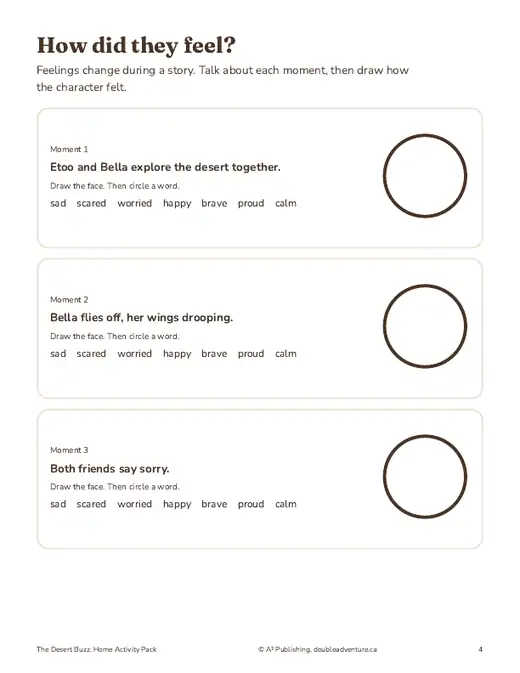 How did they feel?
Feelings change during a story. Talk about each moment, then draw how
the character felt.
Moment 1
Etoo and Bella explore the desert together.
Draw the face. Then circle a word.
sad scared worried happy brave proud calm
Moment 2
Bella flies off, her wings drooping.
Draw the face. Then circle a word.
sad scared worried happy brave proud calm
Moment 3
Both friends say sorry.
Draw the face. Then circle a word.
sad scared worried happy brave proud calm
The Desert Buzz. Home Activity Pack © A² Publishing, doubleadventure.ca 4